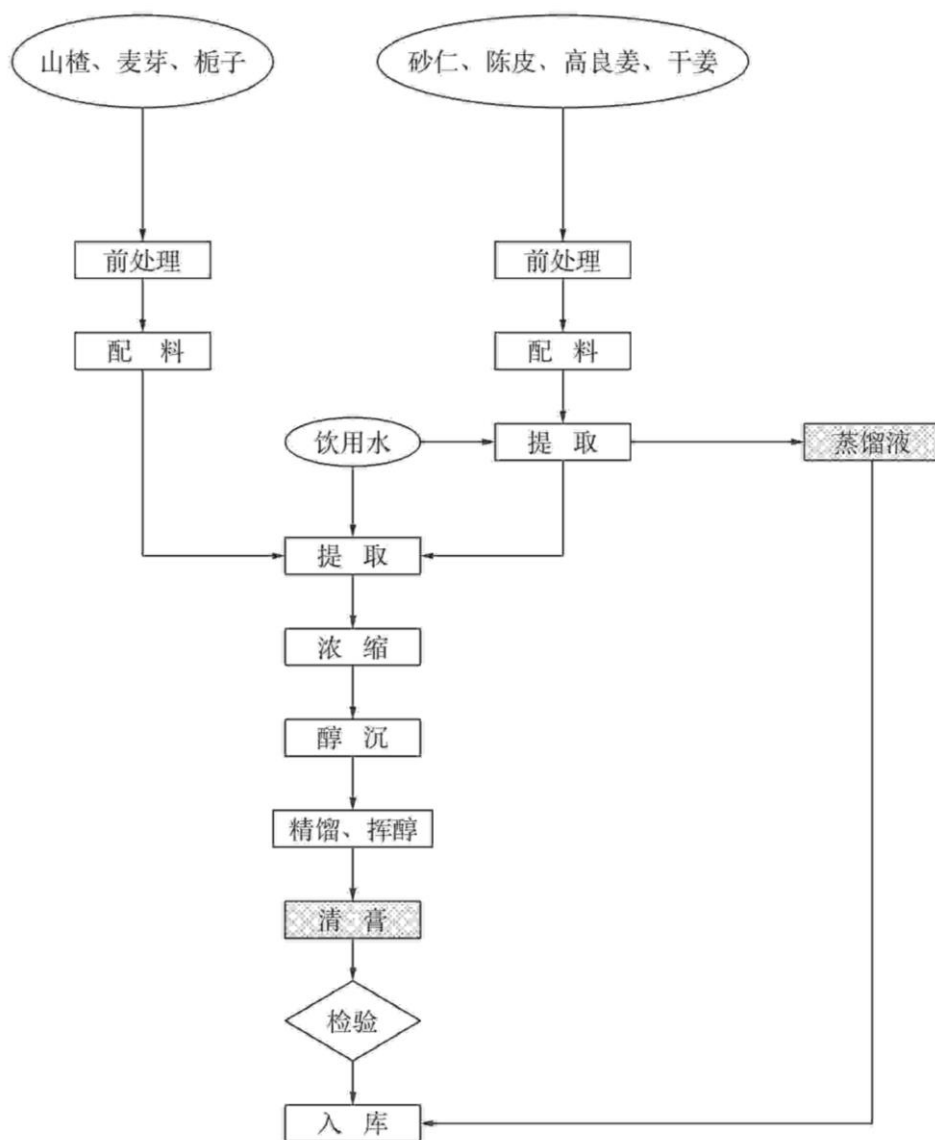 山楂、麦芽、栀子
砂仁、陈皮、高良姜、干姜
前处理
前处理
配 料
配 料
饮用水
提 取
蒸馏液
提 取
浓 缩
醇 沉
精馏、挥醇
清 膏
检验
入 库